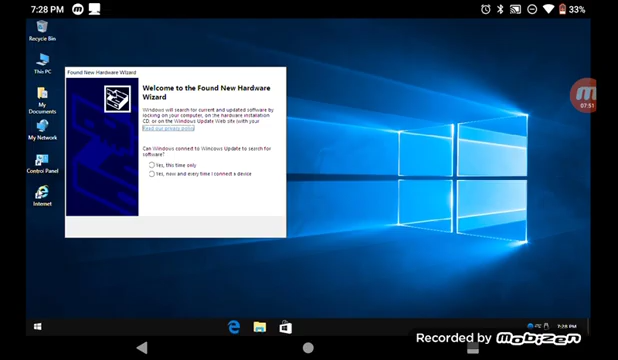 7:28 PM
33%
Recycle Bin
This PC
My
Documents
My Network
Control Panel
Internet
Found New Hardware Wizard
Welcome to the Found New Hardware
Wizard
Windows will search for current and updated software by
looking on your computer, on the hardware installation
CD, or on the Windows Update Web site (with your
Read our privacy policy
Can Windows connect to Windows Update to search for
software?
Yes, this time only
Yes, now and every time I connect a device
07:51
7:28 PM
Recorded by Mobizen